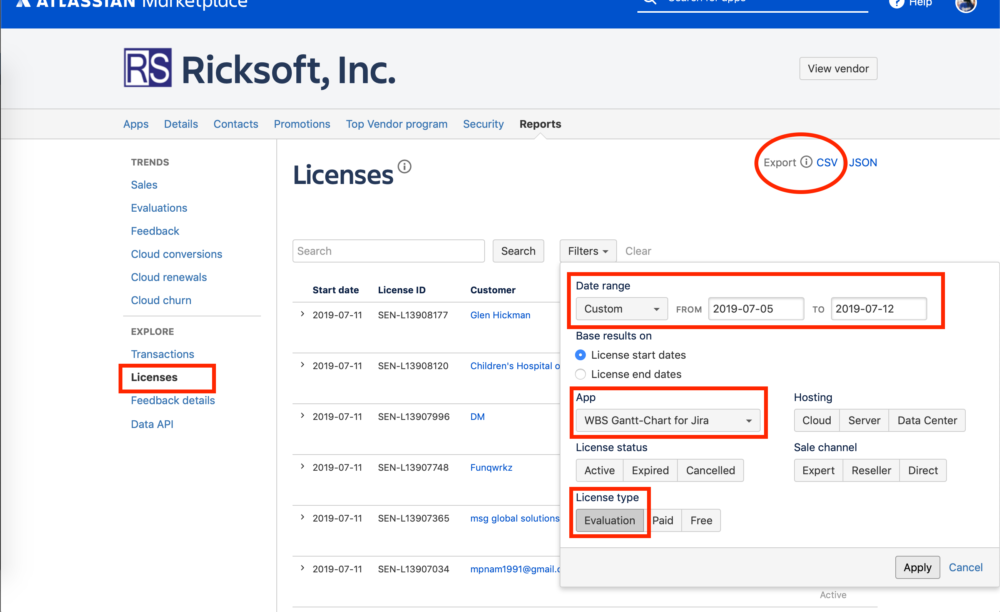 ATLASSIAN Marketplace
Search for apps
? Help
RS Ricksoft, Inc.
View vendor
Apps Details Contacts Promotions Top Vendor program Security Reports
TRENDS
Sales
Evaluations
Feedback
Cloud conversions
Cloud renewals
Cloud churn
EXPLORE
Transactions
Licenses
Feedback details
Data API
Licenses
Export CSV JSON
Search Search Filters Clear
Start date License ID Customer
2019-07-11 SEN-L13908177 Glen Hickman
2019-07-11 SEN-L13908120 Children's Hospital o
2019-07-11 SEN-L13907996 DM
2019-07-11 SEN-L13907748 Funqwrkz
2019-07-11 SEN-L13907365 msg global solutions
2019-07-11 SEN-L13907034 mpnam1991@gmail.c
Date range
Custom FROM 2019-07-05 TO 2019-07-12
Base results on
License start dates
License end dates
App
WBS Gantt-Chart for Jira
Hosting
Cloud Server Data Center
License status
Active Expired Cancelled
Sale channel
Expert Reseller Direct
License type
Evaluation Paid Free
Apply Cancel
Active